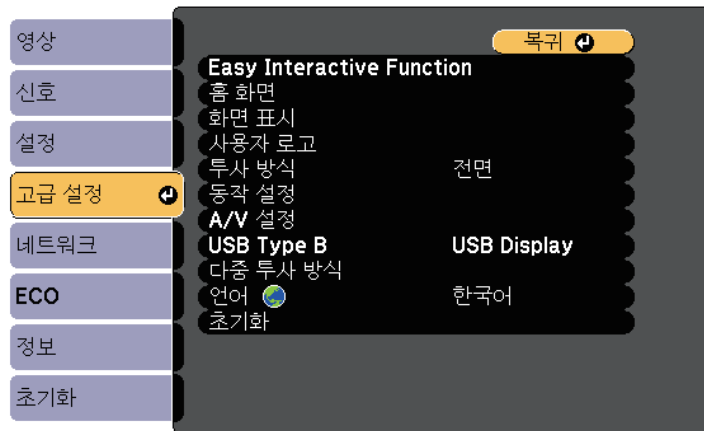 영상
신호
설정
고급 설정
네트워크
ECO
정보
초기화
복귀
Easy Interactive Function
홈 화면
화면 표시
사용자 로고
투사 방식 전면
동작 설정
A/V 설정
USB Type B USB Display
다중 투사 방식
언어 한국어
초기화